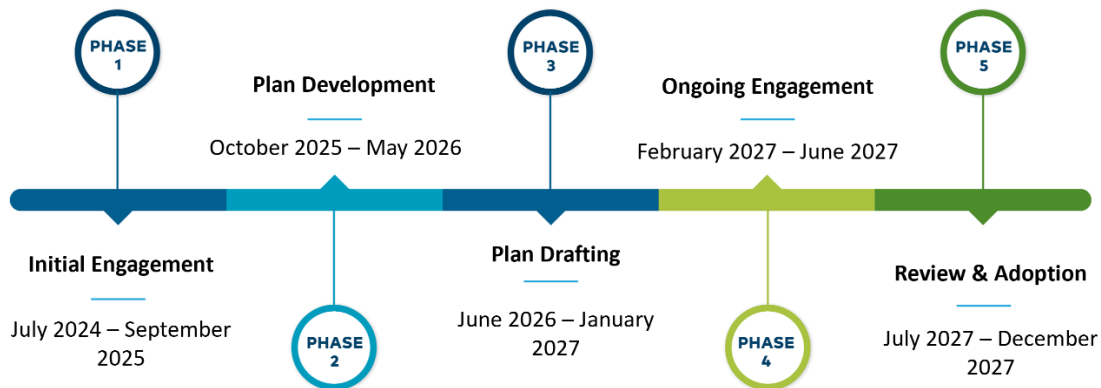 PHASE
1
Initial Engagement
July 2024 – September
2025
Plan Development
October 2025 – May 2026
PHASE
2
PHASE
3
Plan Drafting
June 2026 – January
2027
Ongoing Engagement
February 2027 – June 2027
PHASE
4
PHASE
5
Review & Adoption
July 2027 – December
2027